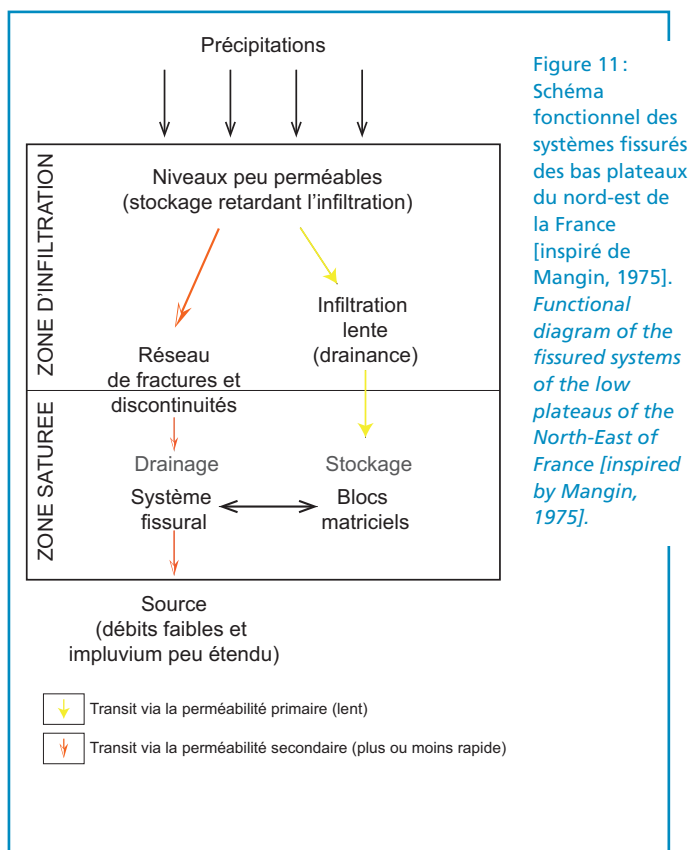 Précipitations
ZONE D'INFILTRATION
Niveaux peu perméables
(stockage retardant l'infiltration)
Infiltration
lente
(drainance)
Réseau
de fractures et
discontinuités
ZONE SATUREE
Drainage
Stockage
Système
fissural
Blocs
matriciels
Source
(débits faibles et
impluvium peu étendu)
Transit via la perméabilité primaire (lent)
Transit via la perméabilité secondaire (plus ou moins rapide)
Figure 11 :
Schéma
fonctionnel des
systèmes fissurés
des bas plateaux
du nord-est de
la France
[inspiré de
Mangin, 1975].
Functional
diagram of the
fissured systems
of the low
plateaus of the
North-East of
France [inspired
by Mangin,
1975].